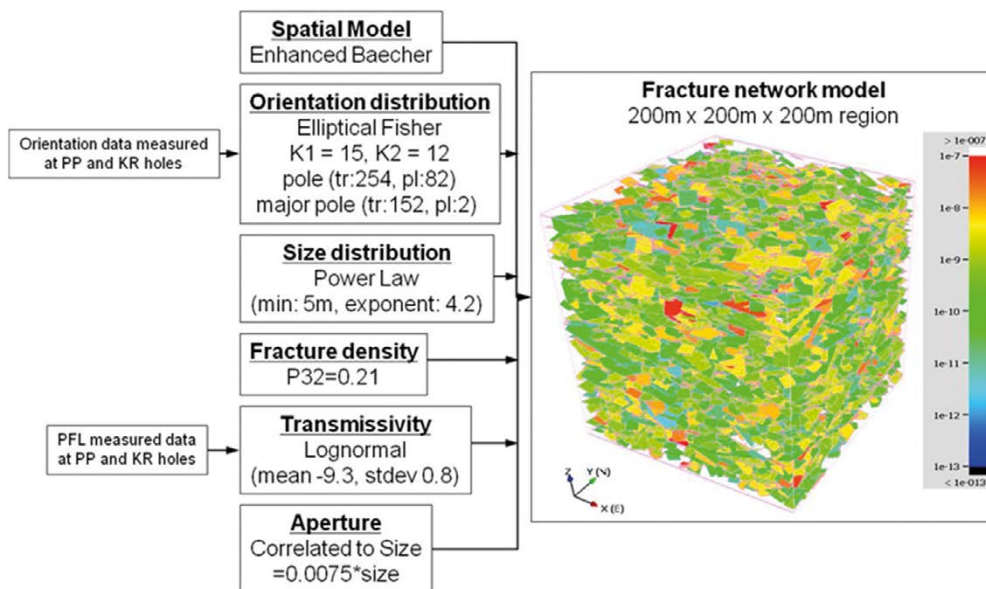 Spatial Model
Enhanced Baecher
Orientation distribution
Elliptical Fisher
K1 = 15, K2 = 12
pole (tr:254, pl:82)
major pole (tr:152, pl:2)
Orientation data measured
at PP and KR holes
Size distribution
Power Law
(min: 5m, exponent: 4.2)
Fracture density
P32=0.21
Transmissivity
Lognormal
(mean -9.3, stdev 0.8)
PFL measured data
at PP and KR holes
Aperture
Correlated to Size
=0.0075*size
Fracture network model
200m x 200m x 200m region
> 1e-007
1e-7
1e-8
1e-9
1e-10
1e-11
1e-12
1e-13
< 1e-013
Z
Y (N)
X (E)